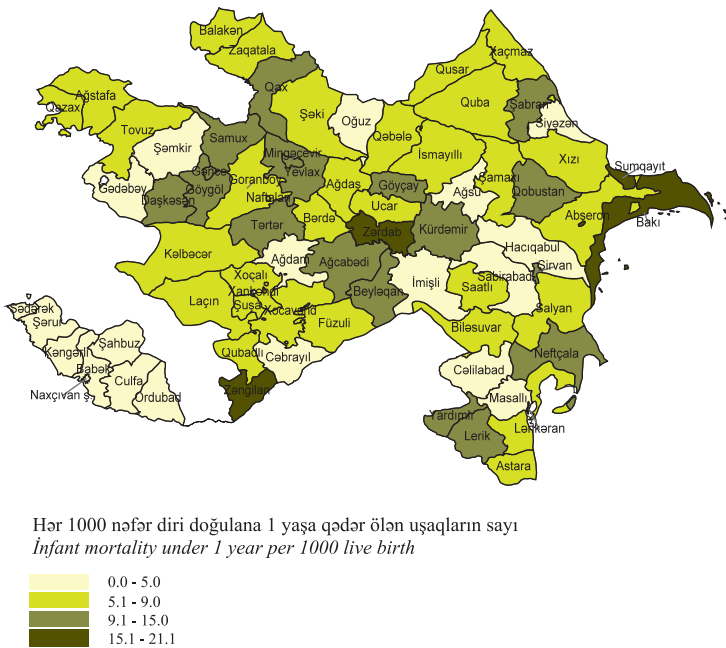 Balakən
Zaqatala
Qax
Xaçmaz
Qusar
Quba
Şabran
Siyəzən
Ağstafa
Qazax
Tovuz
Şəki
Oğuz
Qəbələ
Şəmkir
Samux
Mingəçevir
Yevlax
İsmayıllı
Xızı
Sumqayıt
Gədəbəy
Gəncə
Göygöl
Daşkəsən
Goranboy
Naftalan
Ağdaş
Göyçay
Ağsu
Şamaxı
Qobustan
Abşeron
Bakı
Ucar
Bərdə
Tərtər
Zərdab
Kürdəmir
Hacıqabul
Kəlbəcər
Ağdam
Ağcabədi
Beyləqan
İmişli
Sabirabad
Şirvan
Saatlı
Xoçalı
Xankəndi
Laçın
Şuşa
Xocavənd
Füzuli
Salyan
Biləsuvar
Sədərək
Şərur
Kəngərli
Şahbuz
Babək
Culfa
Naxçıvan ş.
Ordubad
Qubadlı
Cəbrayıl
Zəngilan
Neftçala
Cəlilabad
Masallı
Yardımlı
Lerik
Lənkəran
Astara
Hər 1000 nəfər diri doğulana 1 yaşa qədər ölən uşaqların sayı
İnfant mortality under 1 year per 1000 live birth
0.0 - 5.0
5.1 - 9.0
9.1 - 15.0
15.1 - 21.1